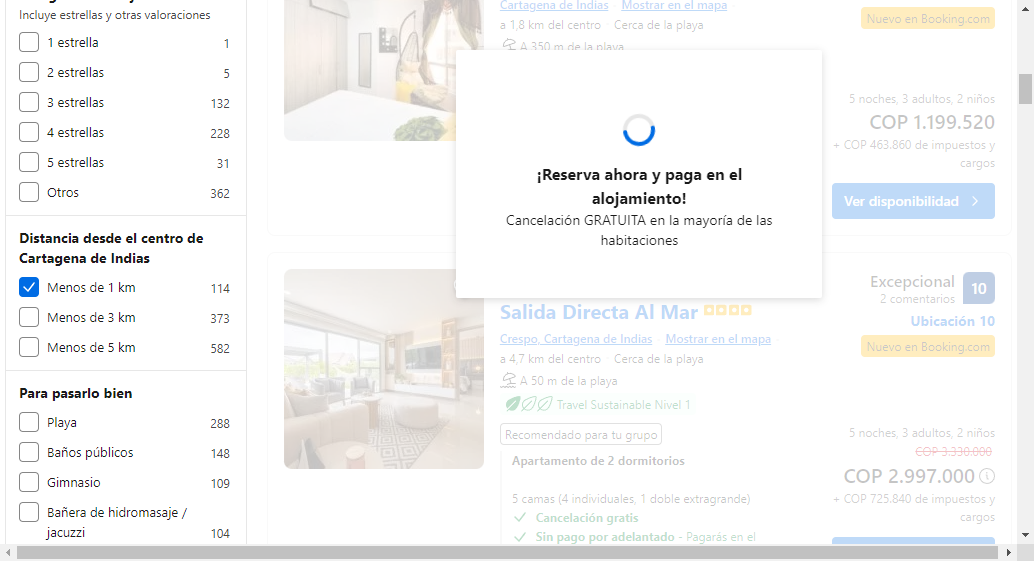 Incluye estrellas y otras valoraciones
1 estrella 1
2 estrellas 5
3 estrellas 132
4 estrellas 228
5 estrellas 31
Otros 362
Distancia desde el centro de
Cartagena de Indias
Menos de 1 km 114
Menos de 3 km 373
Menos de 5 km 582
Para pasarlo bien
Playa 288
Baños públicos 148
Gimnasio 109
Bañera de hidromasaje /
jacuzzi 104
Cartagena de Indias Mostrar en el mapa
a 1,8 km del centro · Cerca de la playa
A 350 m de la playa
Nuevo en Booking.com
5 noches, 3 adultos, 2 niños
COP 1.199.520
+ COP 463.860 de impuestos y
cargos
Ver disponibilidad
¡Reserva ahora y paga en el
alojamiento!
Cancelación GRATUITA en la mayoría de las
habitaciones
Salida Directa Al Mar
Crespo, Cartagena de Indias Mostrar en el mapa
a 4,7 km del centro · Cerca de la playa
A 50 m de la playa
Travel Sustainable Nivel 1
Recomendado para tu grupo
Apartamento de 2 dormitorios
5 camas (4 individuales, 1 doble extragrande)
Cancelación gratis
Sin pago por adelantado - Pagarás en el
Excepcional 10
2 comentarios
Ubicación 10
Nuevo en Booking.com
5 noches, 3 adultos, 2 niños
COP 3.330.000
COP 2.997.000
+ COP 725.840 de impuestos y
cargos